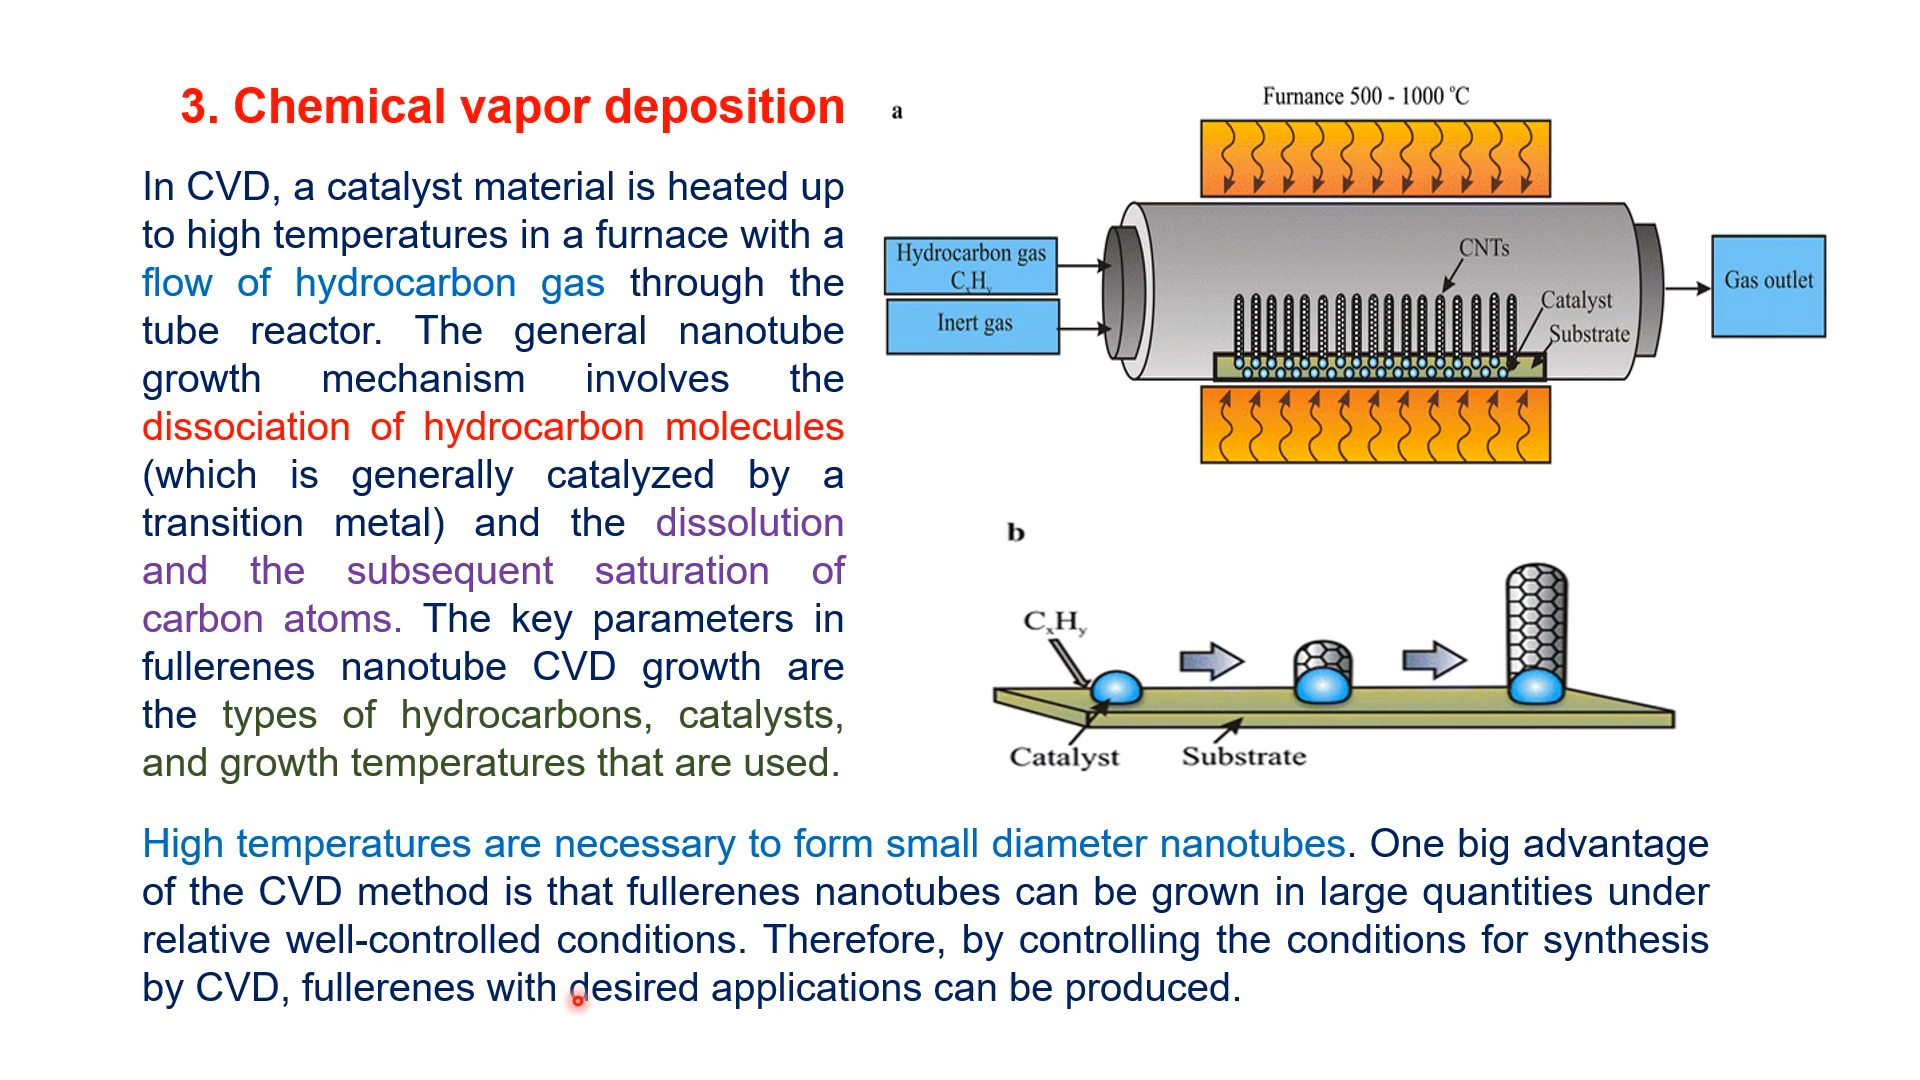 3. Chemical vapor deposition
In CVD, a catalyst material is heated up
to high temperatures in a furnace with a
flow of hydrocarbon gas through the
tube reactor. The general nanotube
growth mechanism involves the
dissociation of hydrocarbon molecules
(which is generally catalyzed by a
transition metal) and the dissolution
and the subsequent saturation of
carbon atoms. The key parameters in
fullerenes nanotube CVD growth are
the types of hydrocarbons, catalysts,
and growth temperatures that are used.
High temperatures are necessary to form small diameter nanotubes. One big advantage
of the CVD method is that fullerenes nanotubes can be grown in large quantities under
relative well-controlled conditions. Therefore, by controlling the conditions for synthesis
by CVD, fullerenes with desired applications can be produced.
a
Furnance 500 - 1000 °C
Hydrocarbon gas
CₓHᵧ
Inert gas
CNTs
Catalyst
Substrate
Gas outlet
b
CₓHᵧ
Catalyst
Substrate